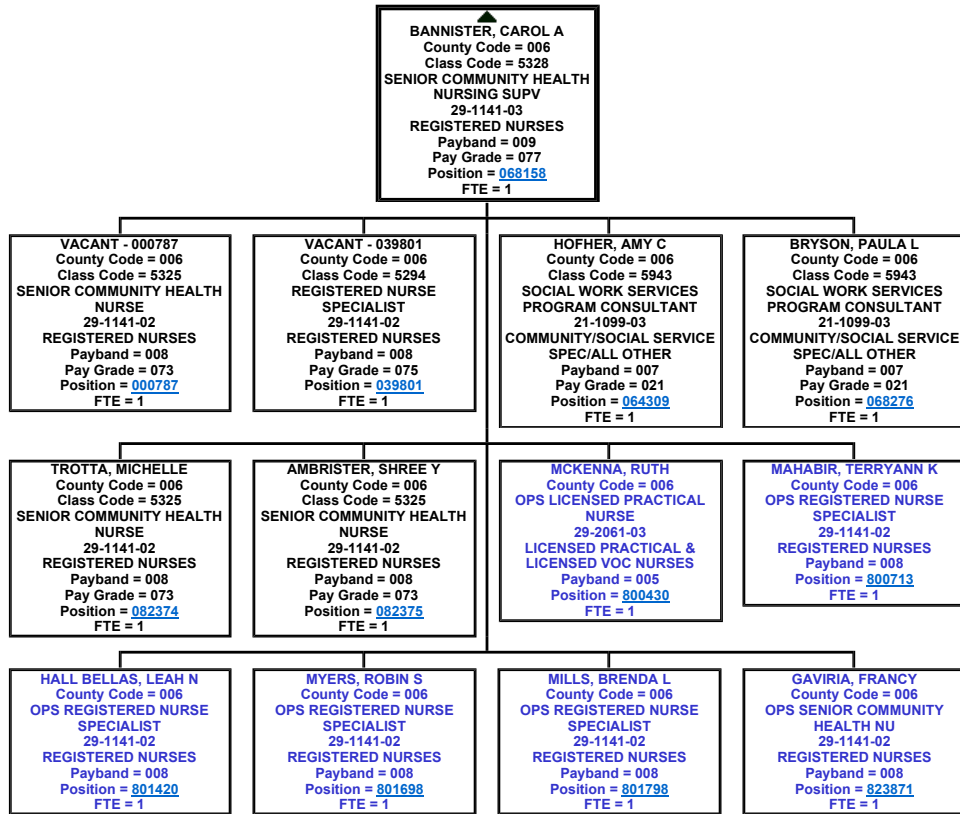 BANNISTER, CAROL A
County Code = 006
Class Code = 5328
SENIOR COMMUNITY HEALTH
NURSING SUPV
29-1141-03
REGISTERED NURSES
Payband = 009
Pay Grade = 077
Position = 068158
FTE = 1
VACANT - 000787
County Code = 006
Class Code = 5325
SENIOR COMMUNITY HEALTH
NURSE
29-1141-02
REGISTERED NURSES
Payband = 008
Pay Grade = 073
Position = 000787
FTE = 1
VACANT - 039801
County Code = 006
Class Code = 5294
REGISTERED NURSE
SPECIALIST
29-1141-02
REGISTERED NURSES
Payband = 008
Pay Grade = 075
Position = 039801
FTE = 1
HOFHER, AMY C
County Code = 006
Class Code = 5943
SOCIAL WORK SERVICES
PROGRAM CONSULTANT
21-1099-03
COMMUNITY/SOCIAL SERVICE
SPEC/ALL OTHER
Payband = 007
Pay Grade = 021
Position = 064309
FTE = 1
BRYSON, PAULA L
County Code = 006
Class Code = 5943
SOCIAL WORK SERVICES
PROGRAM CONSULTANT
21-1099-03
COMMUNITY/SOCIAL SERVICE
SPEC/ALL OTHER
Payband = 007
Pay Grade = 021
Position = 068276
FTE = 1
TROTTA, MICHELLE
County Code = 006
Class Code = 5325
SENIOR COMMUNITY HEALTH
NURSE
29-1141-02
REGISTERED NURSES
Payband = 008
Pay Grade = 073
Position = 082374
FTE = 1
AMBRISTER, SHREE Y
County Code = 006
Class Code = 5325
SENIOR COMMUNITY HEALTH
NURSE
29-1141-02
REGISTERED NURSES
Payband = 008
Pay Grade = 073
Position = 082375
FTE = 1
MCKENNA, RUTH
County Code = 006
OPS LICENSED PRACTICAL
NURSE
29-2061-03
LICENSED PRACTICAL &
LICENSED VOC NURSES
Payband = 005
Position = 800430
FTE = 1
MAHABIR, TERRYANN K
County Code = 006
OPS REGISTERED NURSE
SPECIALIST
29-1141-02
REGISTERED NURSES
Payband = 008
Position = 800713
FTE = 1
HALL BELLAS, LEAH N
County Code = 006
OPS REGISTERED NURSE
SPECIALIST
29-1141-02
REGISTERED NURSES
Payband = 008
Position = 801420
FTE = 1
MYERS, ROBIN S
County Code = 006
OPS REGISTERED NURSE
SPECIALIST
29-1141-02
REGISTERED NURSES
Payband = 008
Position = 801698
FTE = 1
MILLS, BRENDA L
County Code = 006
OPS REGISTERED NURSE
SPECIALIST
29-1141-02
REGISTERED NURSES
Payband = 008
Position = 801798
FTE = 1
GAVIRIA, FRANCY
County Code = 006
OPS SENIOR COMMUNITY
HEALTH NU
29-1141-02
REGISTERED NURSES
Payband = 008
Position = 823871
FTE = 1